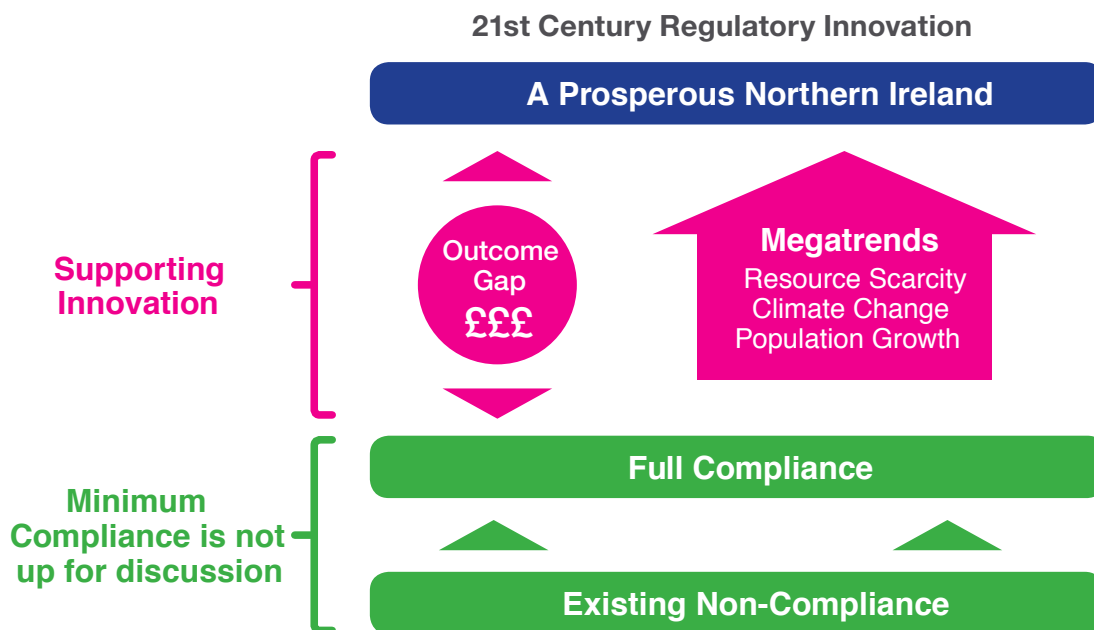 21st Century Regulatory Innovation
A Prosperous Northern Ireland
Supporting
Innovation
Outcome
Gap
£££
Megatrends
Resource Scarcity
Climate Change
Population Growth
Full Compliance
Minimum
Compliance is not
up for discussion
Existing Non-Compliance